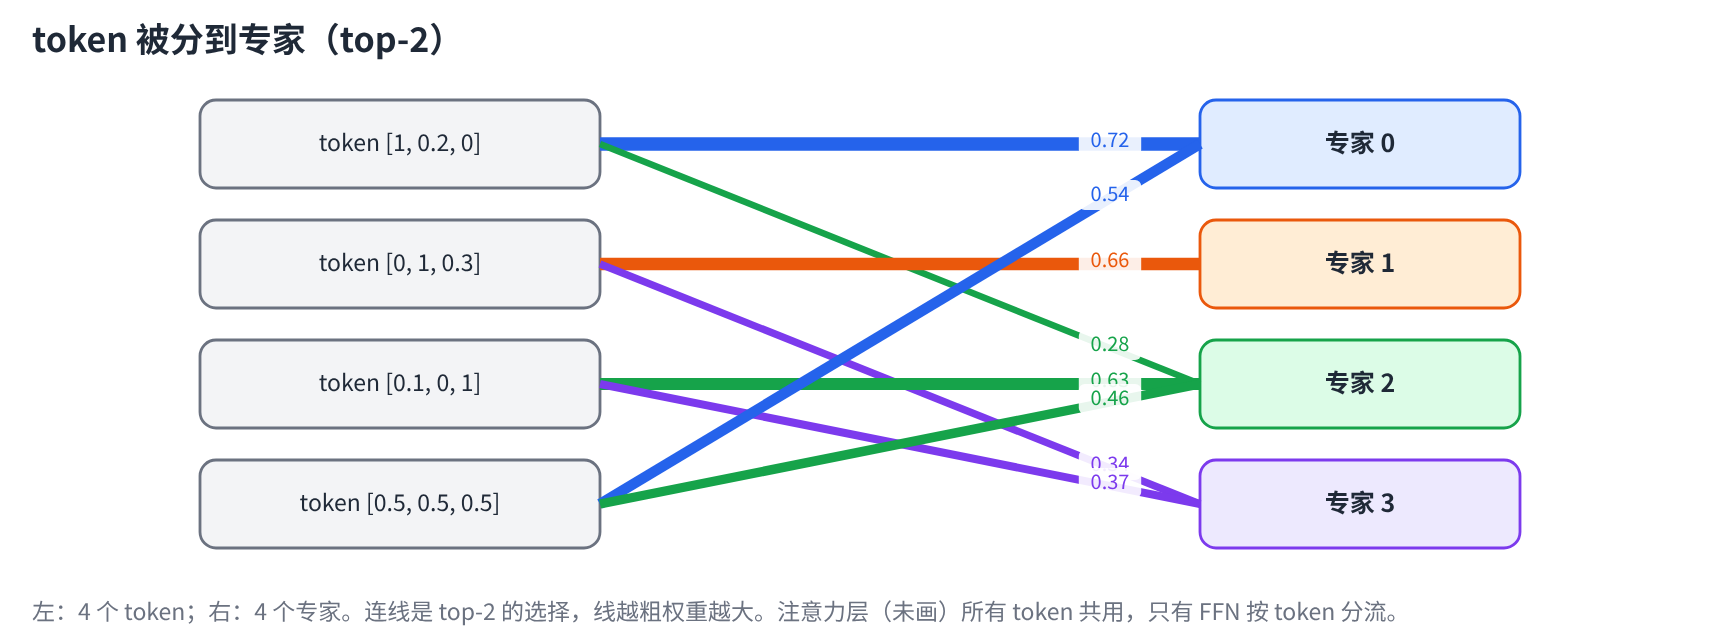 token 被分到专家（top-2）
token [1, 0.2, 0]
0.72
专家 0
0.54
token [0, 1, 0.3]
0.66
专家 1
0.28
token [0.1, 0, 1]
0.63
专家 2
0.46
0.34
0.37
token [0.5, 0.5, 0.5]
专家 3
左：4 个 token；右：4 个专家。连线是 top-2 的选择，线越粗权重越大。注意力层（未画）所有 token 共用，只有 FFN 按 token 分流。